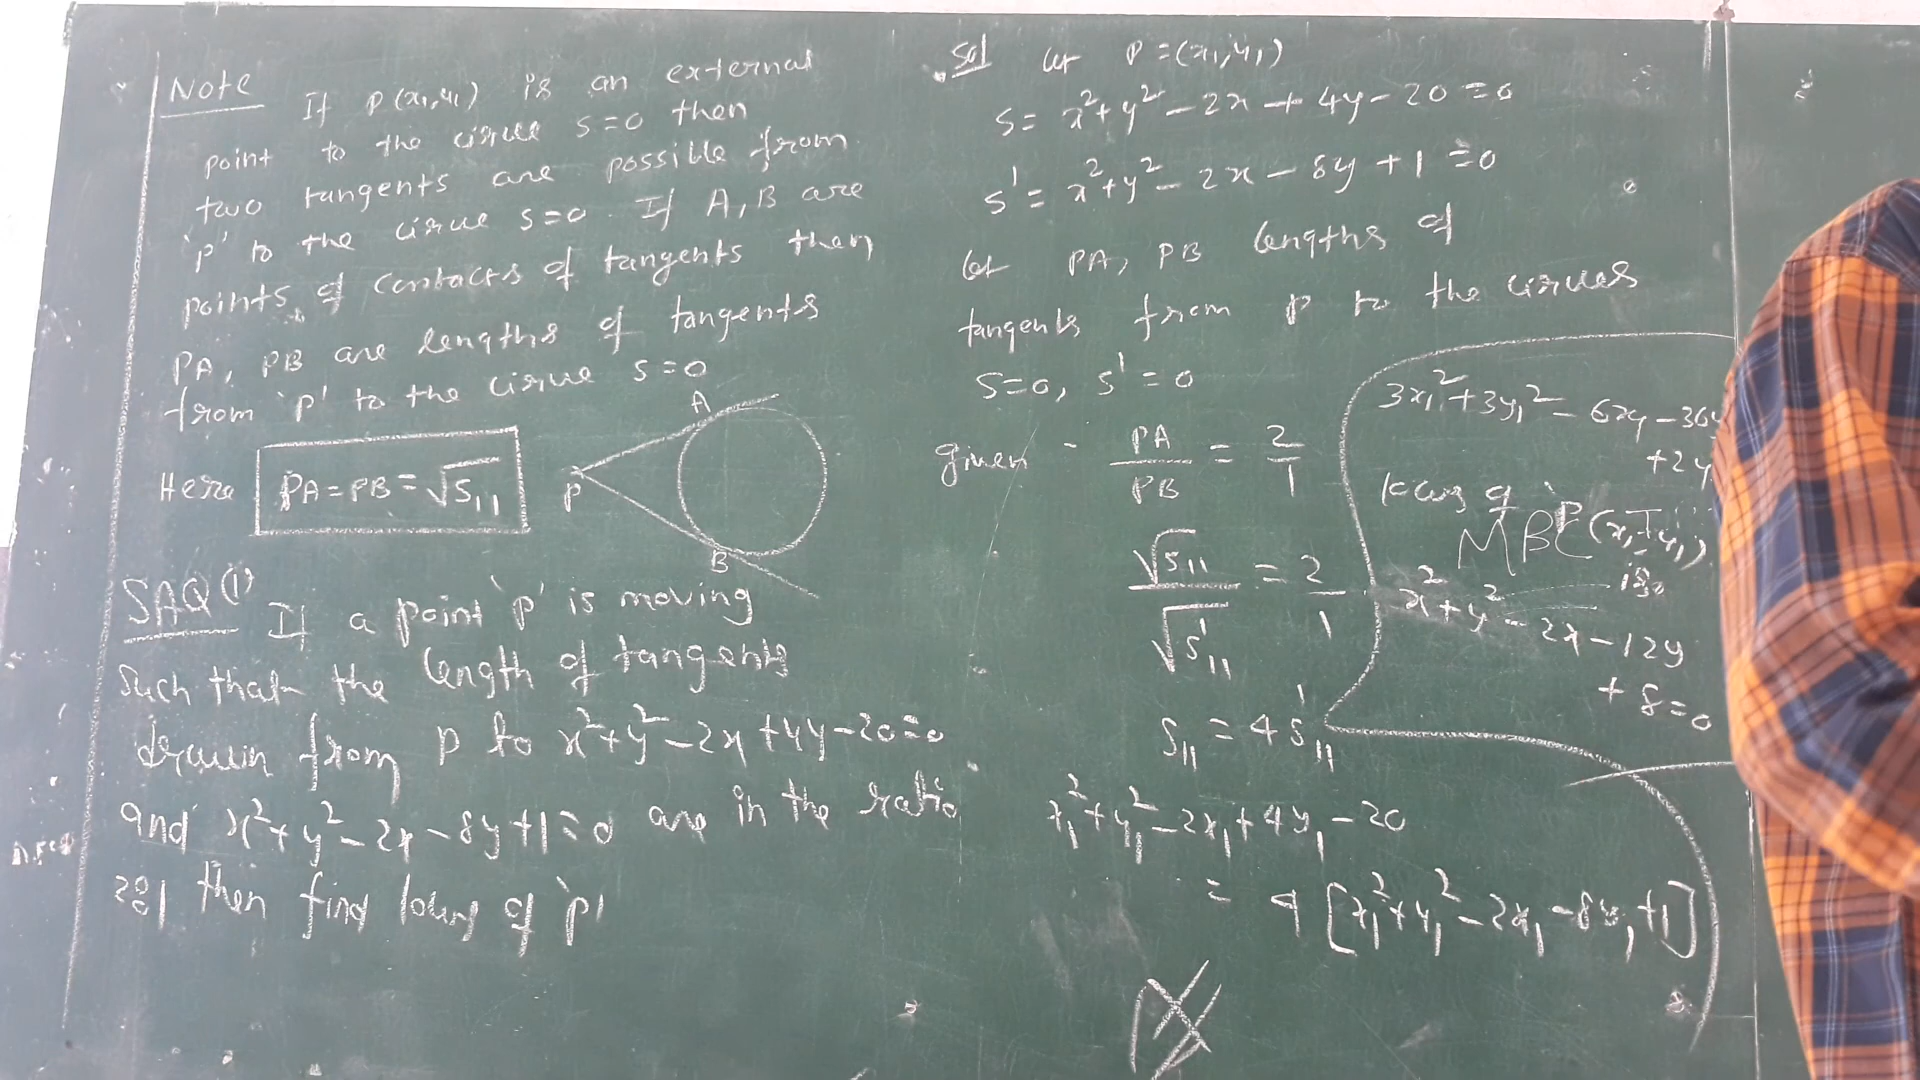 Note If P(x₁,y₁) is an external
point to the circle S=0 then
two tangents are possible from
'P' to the circle S=0. If A, B are
points of contacts of tangents then
PA, PB are lengths of tangents
from 'P' to the circle S=0
Here PA=PB=√S₁₁
P
A
B
SAQ (1) If a point 'P' is moving
such that the length of tangents
drawn from P to x²+y²-2x+4y-20=0
and x²+y²-2x-8y+1=0 are in the ratio
2:1 then find locus of 'P'
Sol let P=(x₁,y₁)
S= x²+y²-2x+4y-20=0
S'= x²+y²-2x-8y+1=0
let PA, PB lengths of
tangents from P to the circles
S=0, S'=0
given - PA/PB = 2/1
√S₁₁/√S'₁₁ = 2/1
S₁₁=4S'₁₁
x₁²+y₁²-2x₁+4y₁-20
= 4[x₁²+y₁²-2x₁-8y₁+1]
3x₁²+3y₁²-6x₁-36y
+24
locus of P(x₁,y₁)
is
x²+y²-2x-12y
+8=0